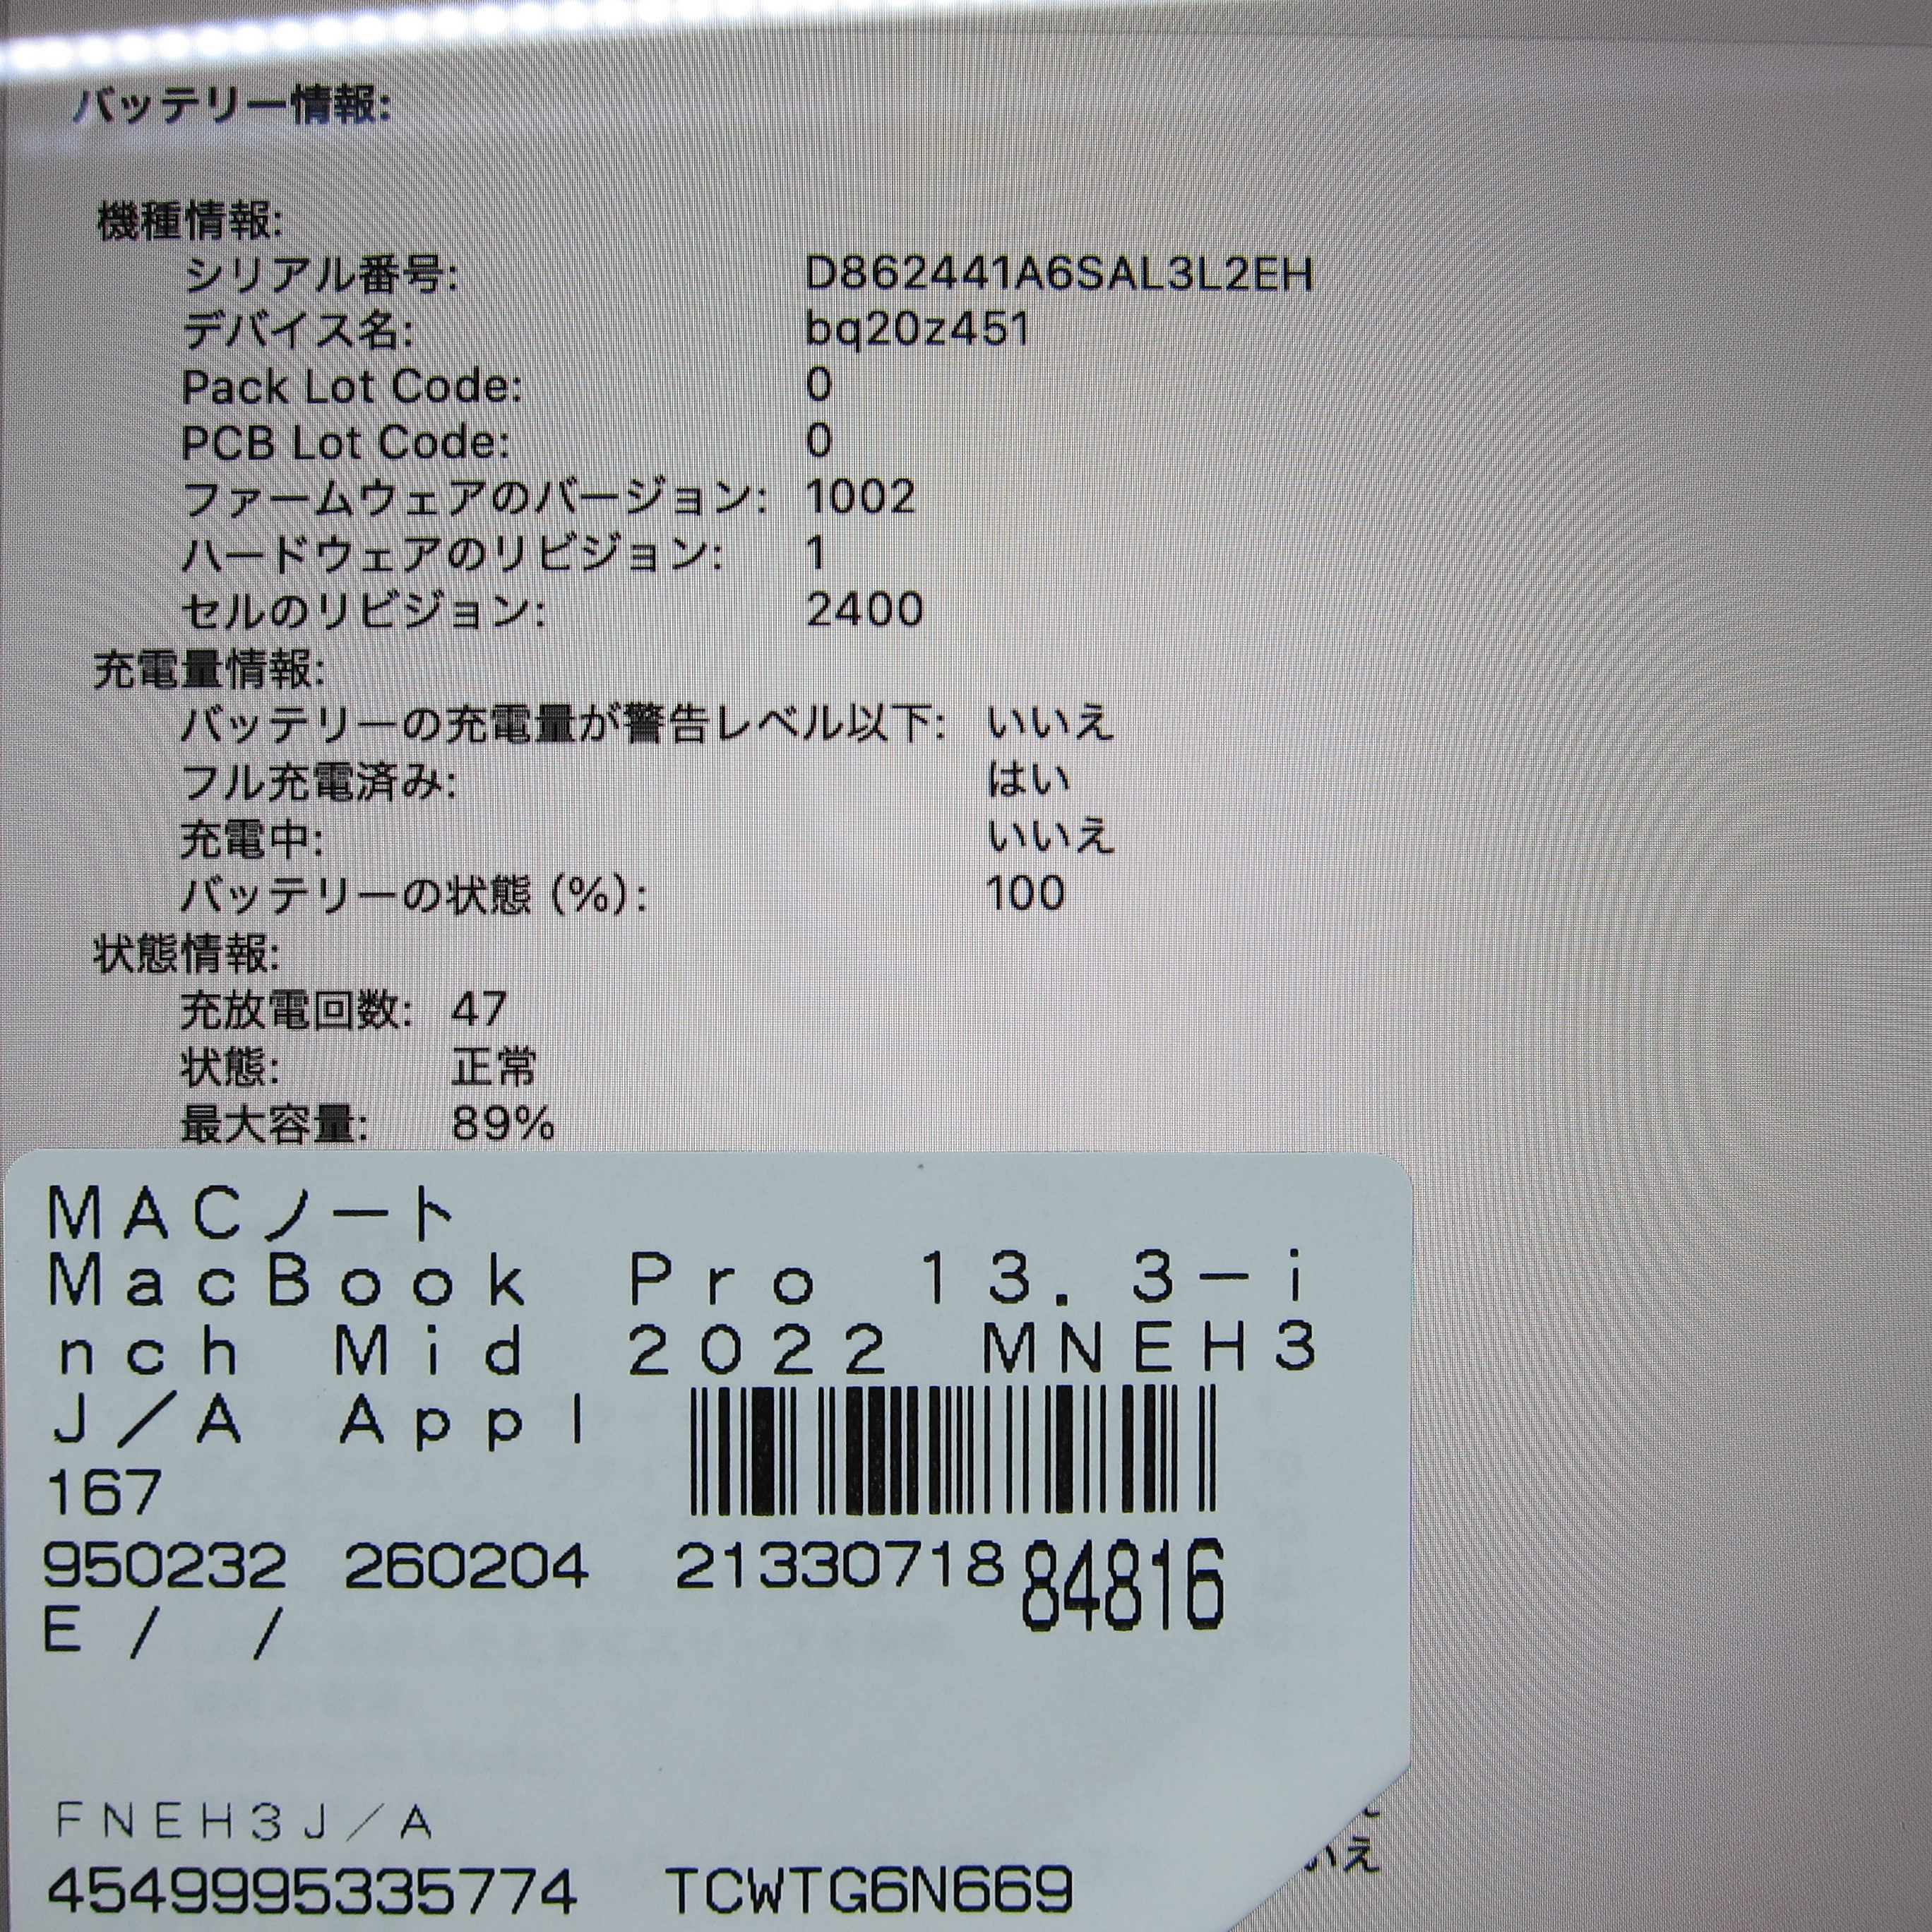 バッテリー情報:
機種情報:
シリアル番号: D862441A6SAL3L2EH
デバイス名: bq20z451
Pack Lot Code: 0
PCB Lot Code: 0
ファームウェアのバージョン: 1002
ハードウェアのリビジョン: 1
セルのリビジョン: 2400
充電量情報:
バッテリーの充電量が警告レベル以下: いいえ
フル充電済み: はい
充電中: いいえ
バッテリーの状態 (%): 100
状態情報:
充放電回数: 47
状態: 正常
最大容量: 89%
MACノート
MacBook Pro 13.3-i
nch Mid 2022 MNEH3
J/A Appl
167
950232 260204 21330718 84816
E / /
FNEH3J/A
4549995335774 TCWTG6N669